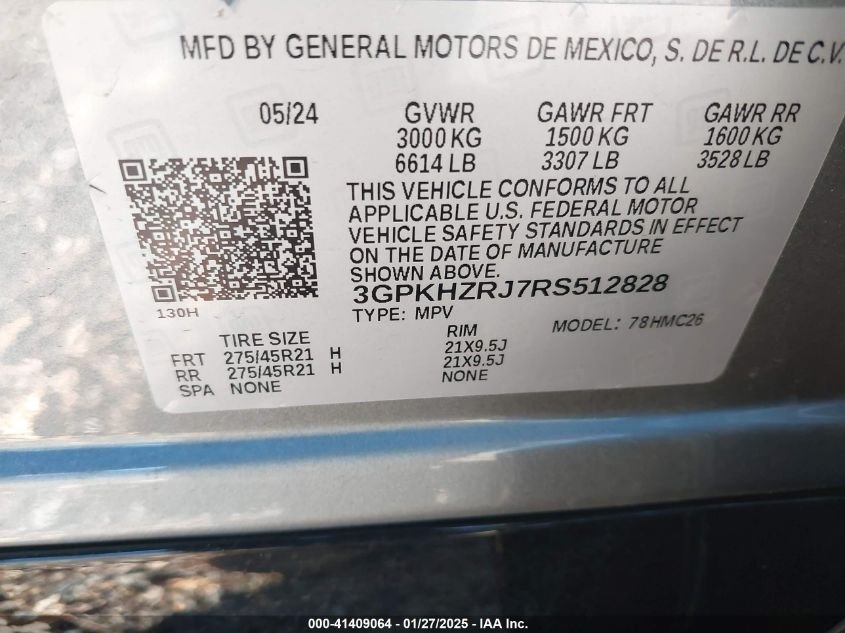 MFD BY GENERAL MOTORS DE MEXICO, S. DE R.L. DE C.V.
05/24 GVWR GAWR FRT GAWR RR
3000 KG 1500 KG 1600 KG
6614 LB 3307 LB 3528 LB
THIS VEHICLE CONFORMS TO ALL
APPLICABLE U.S. FEDERAL MOTOR
VEHICLE SAFETY STANDARDS IN EFFECT
ON THE DATE OF MANUFACTURE
SHOWN ABOVE.
3GPKHZRJ7RS512828
130H
TYPE: MPV MODEL: 78HMC26
TIRE SIZE RIM
FRT 275/45R21 H 21X9.5J
RR 275/45R21 H 21X9.5J
SPA NONE NONE
000-41409064 - 01/27/2025 - IAA Inc.